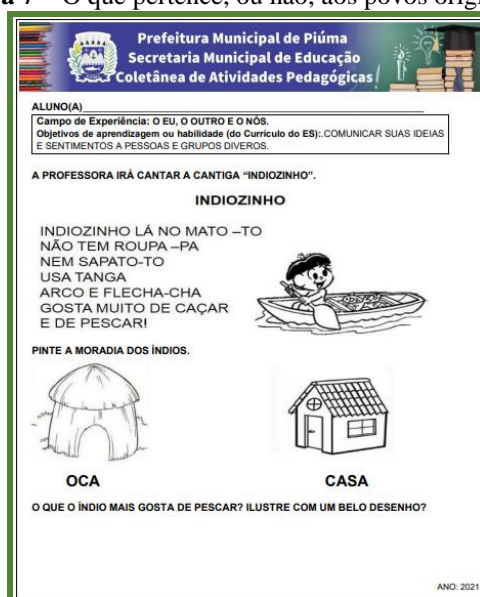 a 7 – O que pertence, ou não, aos povos orig
Prefeitura Municipal de Piúma
Secretaria Municipal de Educação
Coletânea de Atividades Pedagógicas
ALUNO(A)
Campo de Experiência: O EU, O OUTRO E O NÓS.
Objetivos de aprendizagem ou habilidade (do Currículo do ES):.COMUNICAR SUAS IDEIAS
E SENTIMENTOS A PESSOAS E GRUPOS DIVEROS.
A PROFESSORA IRÁ CANTAR A CANTIGA “INDIOZINHO”.
INDIOZINHO
INDIOZINHO LÁ NO MATO –TO
NÃO TEM ROUPA –PA
NEM SAPATO-TO
USA TANGA
ARCO E FLECHA-CHA
GOSTA MUITO DE CAÇAR
E DE PESCAR!
PINTE A MORADIA DOS ÍNDIOS.
OCA CASA
O QUE O ÍNDIO MAIS GOSTA DE PESCAR? ILUSTRE COM UM BELO DESENHO?
ANO: 2021